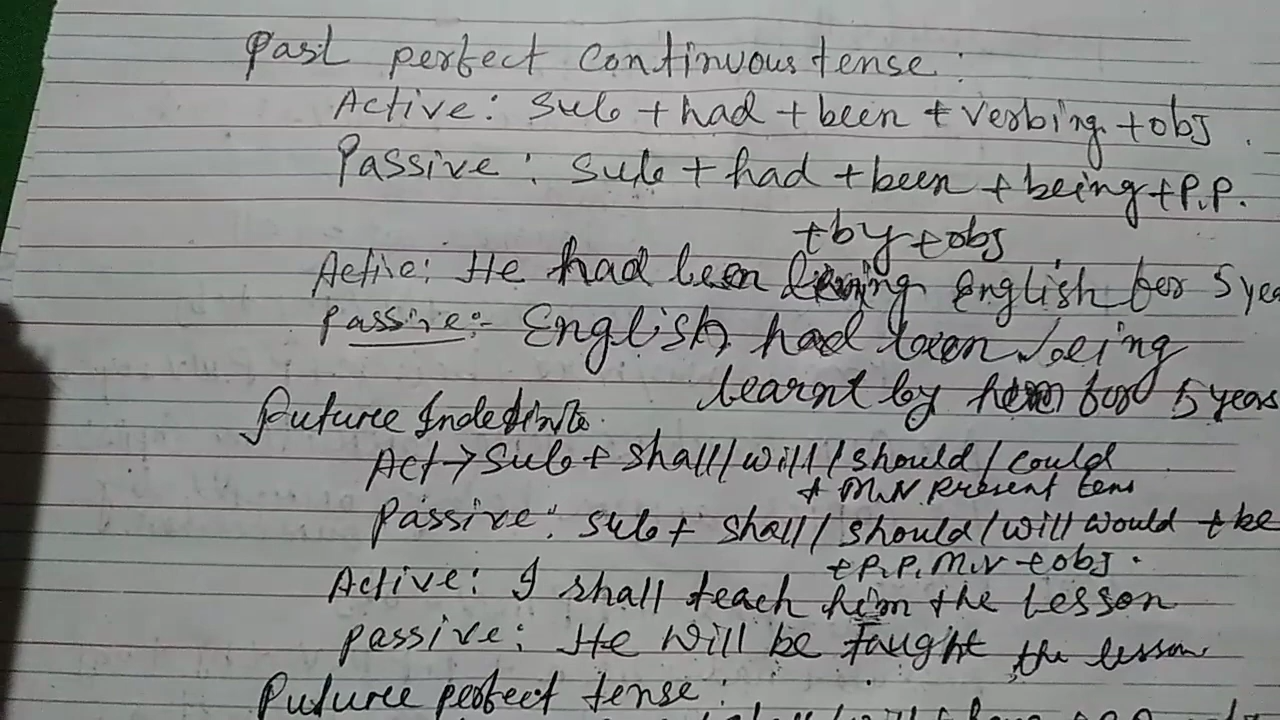 Past perfect continuous tense:
Active: Sub + had + been + verbing + obj.
Passive: Sub + had + been + being + P.P.
+ by + obj
Active: He had been English for 5 yea
Passive:- English had been being
learnt by him for 5 years
Future Indefinite.
Act → Sub + shall/will/should/could
+ M.V present tens
Passive: Sub + shall/should/will would + be
+ P.P. M.V + obj.
Active: I shall teach him the lesson
passive: He will be taught the lesson
Future perfect tense: